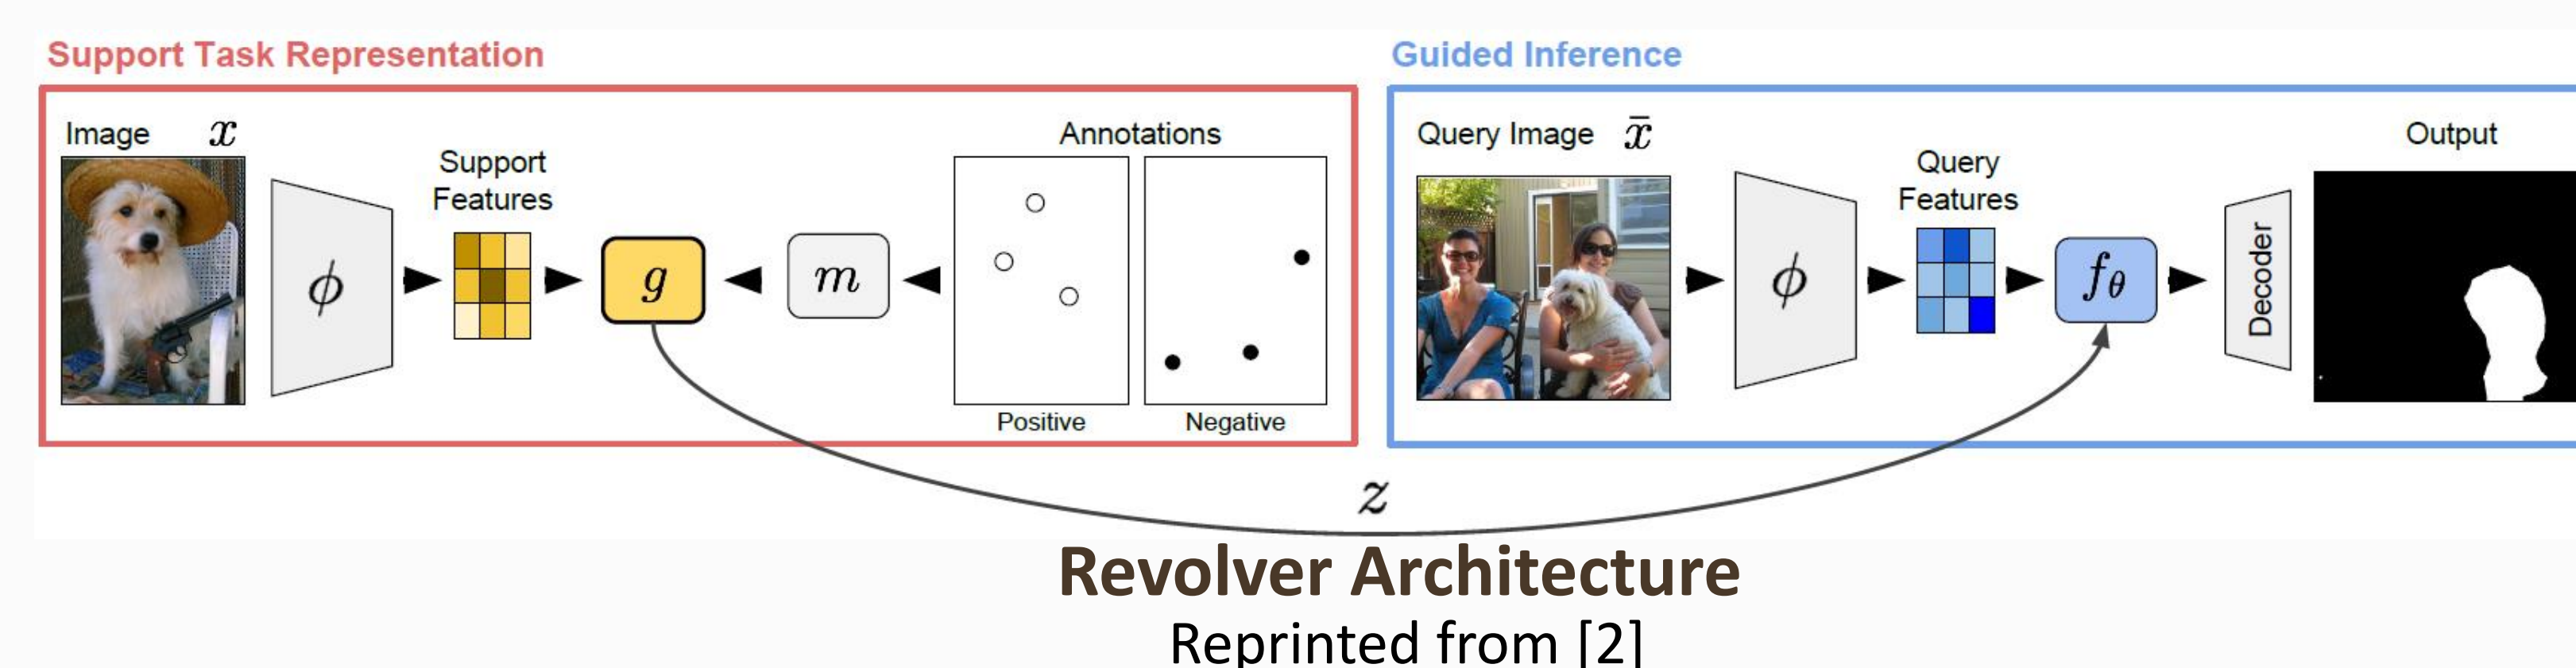 Support Task Representation
Image x
Support
Features
ϕ
g
m
Annotations
Positive
Negative
Guided Inference
Query Image x̄
ϕ
Query
Features
fθ
Decoder
Output
z
Revolver Architecture
Reprinted from [2]